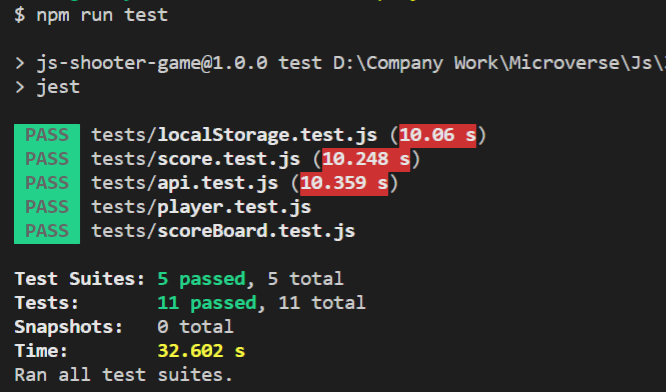 $ npm run test
> js-shooter-game@1.0.0 test D:\Company Work\Microverse\Js\
> jest
PASS tests/localStorage.test.js (10.06 s)
PASS tests/score.test.js (10.248 s)
PASS tests/api.test.js (10.359 s)
PASS tests/player.test.js
PASS tests/scoreBoard.test.js
Test Suites: 5 passed, 5 total
Tests: 11 passed, 11 total
Snapshots: 0 total
Time: 32.602 s
Ran all test suites.